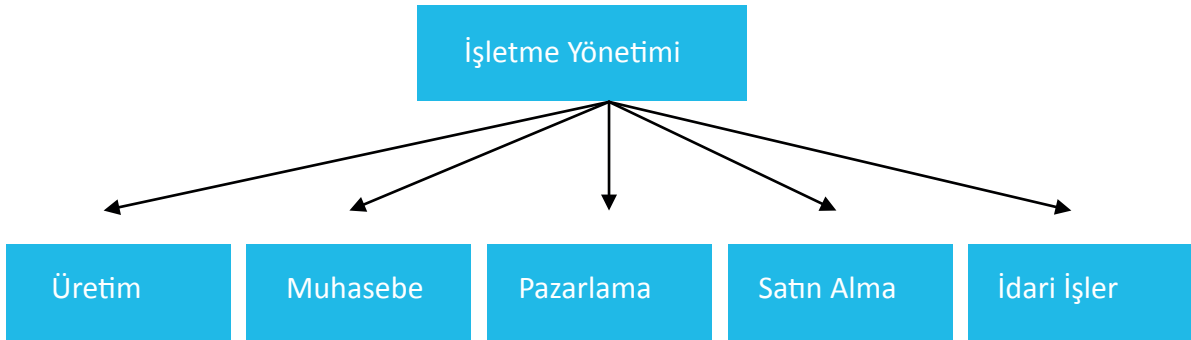 İşletme Yönetimi
Üretim
Muhasebe
Pazarlama
Satın Alma
İdari İşler